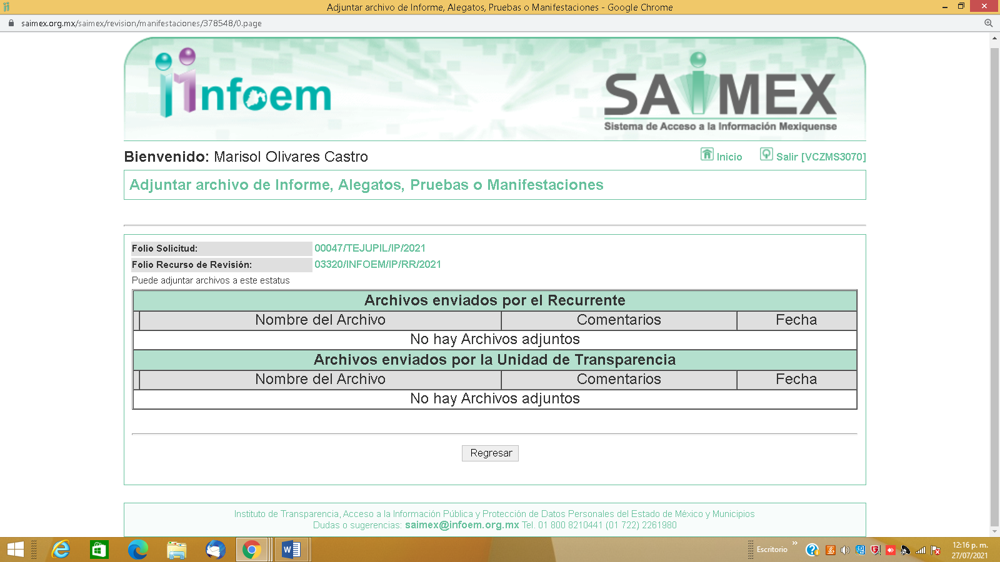 Adjuntar archivo de Informe, Alegatos, Pruebas o Manifestaciones - Google Chrome
saimex.org.mx/saimex/revision/manifestaciones/378548/0.page
infoem
SAIMEX
Sistema de Acceso a la Información Mexiquense
Bienvenido: Marisol Olivares Castro
Inicio Salir [VCZMS3070]
Adjuntar archivo de Informe, Alegatos, Pruebas o Manifestaciones
Folio Solicitud: 00047/TEJUPIL/IP/2021
Folio Recurso de Revisión: 03320/INFOEM/IP/RR/2021
Puede adjuntar archivos a este estatus
Archivos enviados por el Recurrente
Nombre del Archivo Comentarios Fecha
No hay Archivos adjuntos
Archivos enviados por la Unidad de Transparencia
Nombre del Archivo Comentarios Fecha
No hay Archivos adjuntos
Regresar
Instituto de Transparencia, Acceso a la Información Pública y Protección de Datos Personales del Estado de México y Municipios
Dudas o sugerencias: saimex@infoem.org.mx Tel. 01 800 8210441 (01 722) 2261980
Escritorio
12:16 p. m.
27/07/2021